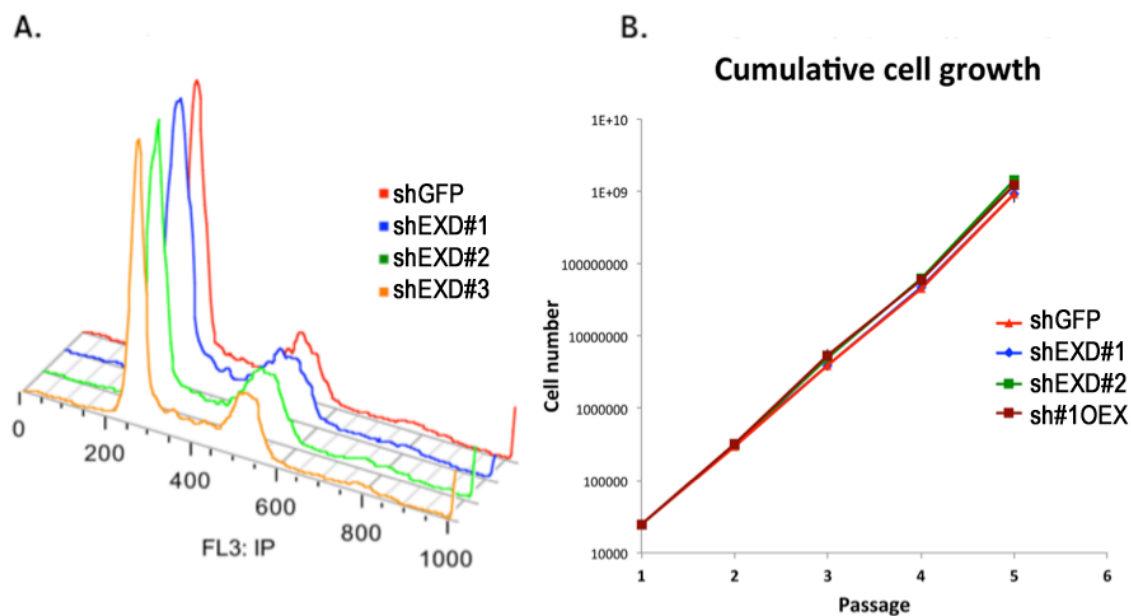 A.
shGFP
shEXD#1
shEXD#2
shEXD#3
0
200
400
600
800
1000
FL3: IP
B.
Cumulative cell growth
1E+10
1E+09
100000000
10000000
1000000
100000
10000
Cell number
shGFP
shEXD#1
shEXD#2
sh#1OEX
1 2 3 4 5 6
Passage